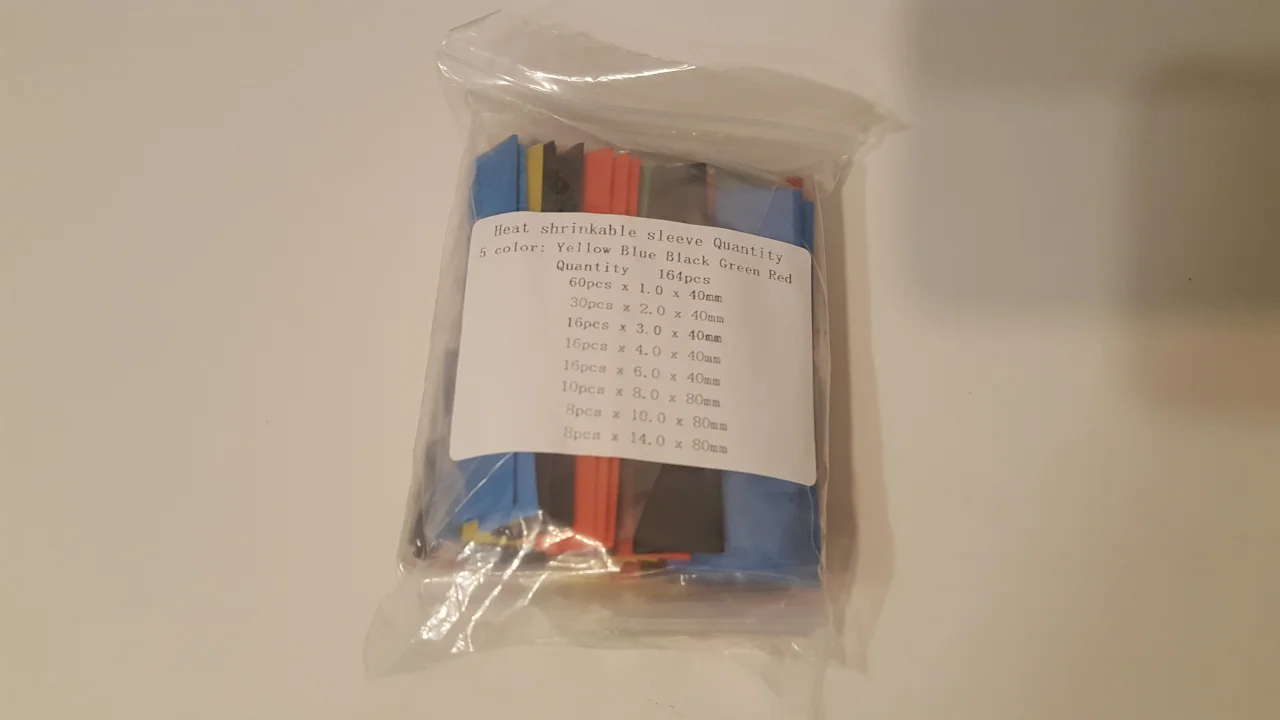 Heat shrinkable sleeve Quantity
5 color: Yellow Blue Black Green Red
Quantity 164pcs
60pcs x 1.0 x 40mm
30pcs x 2.0 x 40mm
16pcs x 3.0 x 40mm
16pcs x 4.0 x 40mm
16pcs x 6.0 x 40mm
10pcs x 8.0 x 80mm
8pcs x 10.0 x 80mm
8pcs x 14.0 x 80mm